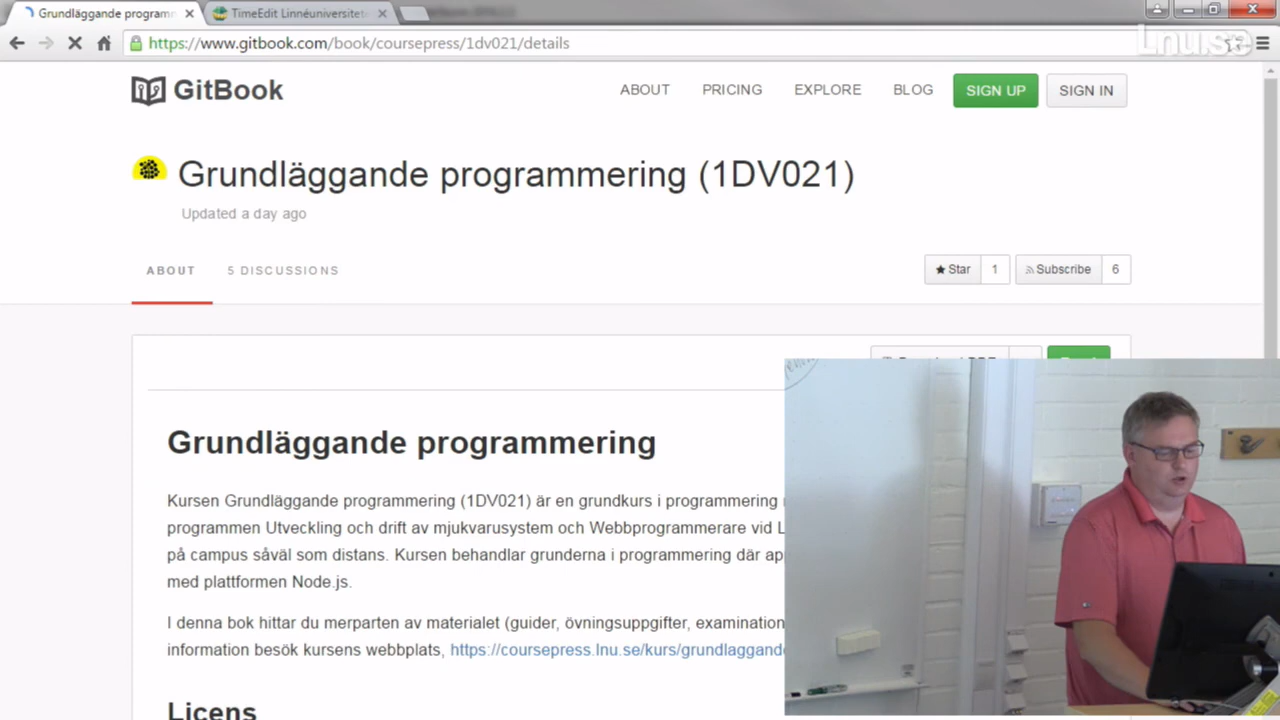 Grundläggande programm
TimeEdit Linnéuniversitet
https://www.gitbook.com/book/coursepress/1dv021/details
Lnu.se
GitBook
ABOUT PRICING EXPLORE BLOG SIGN UP SIGN IN
Grundläggande programmering (1DV021)
Updated a day ago
ABOUT 5 DISCUSSIONS
Star 1 Subscribe 6
Grundläggande programmering
Kursen Grundläggande programmering (1DV021) är en grundkurs i programmering
programmen Utveckling och drift av mjukvarusystem och Webbprogrammerare vid L
på campus såväl som distans. Kursen behandlar grunderna i programmering där ap
med plattformen Node.js.
I denna bok hittar du merparten av materialet (guider, övningsuppgifter, examination
information besök kursens webbplats, https://coursepress.lnu.se/kurs/grundlaggand
Licens